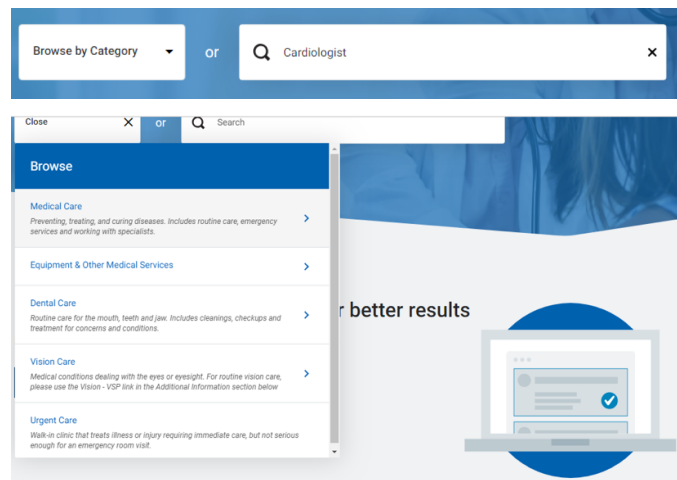 Browse by Category or Cardiologist
Close X or Search
Browse
Medical Care
Preventing, treating, and curing diseases. Includes routine care, emergency
services and working with specialists.
Equipment & Other Medical Services
r better results
Dental Care
Routine care for the mouth, teeth and jaw. Includes cleanings, checkups and
treatment for concerns and conditions.
Vision Care
Medical conditions dealing with the eyes or eyesight. For routine vision care,
please use the Vision - VSP link in the Additional Information section below
Urgent Care
Walk-in clinic that treats illness or injury requiring immediate care, but not serious
enough for an emergency room visit.